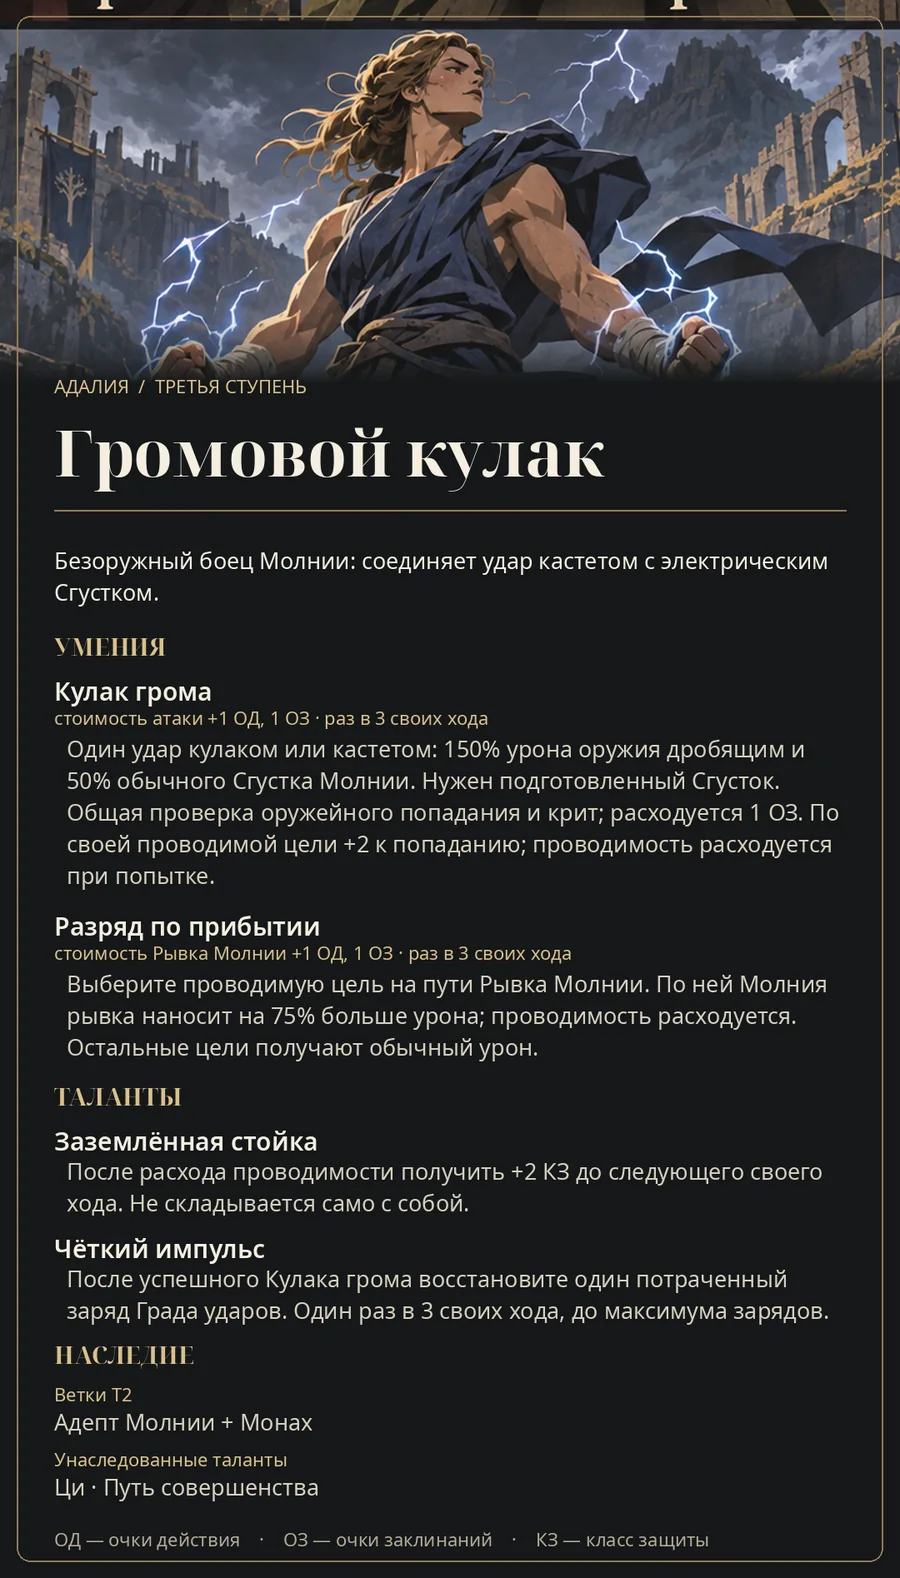 АДАЛИЯ / ТРЕТЬЯ СТУПЕНЬ
Громовой кулак
Безоружный боец Молнии: соединяет удар кастетом с электрическим
Сгустком.
УМЕНИЯ
Кулак грома
стоимость атаки +1 ОД, 1 ОЗ · раз в 3 своих хода
Один удар кулаком или кастетом: 150% урона оружия дробящим и
50% обычного Сгустка Молнии. Нужен подготовленный Сгусток.
Общая проверка оружейного попадания и крит; расходуется 1 ОЗ. По
своей проводимой цели +2 к попаданию; проводимость расходуется
при попытке.
Разряд по прибытии
стоимость Рывка Молнии +1 ОД, 1 ОЗ · раз в 3 своих хода
Выберите проводимую цель на пути Рывка Молнии. По ней Молния
рывка наносит на 75% больше урона; проводимость расходуется.
Остальные цели получают обычный урон.
ТАЛАНТЫ
Заземлённая стойка
После расхода проводимости получить +2 КЗ до следующего своего
хода. Не складывается само с собой.
Чёткий импульс
После успешного Кулака грома восстановите один потраченный
заряд Града ударов. Один раз в 3 своих хода, до максимума зарядов.
НАСЛЕДИЕ
Ветки Т2
Адепт Молнии + Монах
Унаследованные таланты
Ци · Путь совершенства
ОД — очки действия · ОЗ — очки заклинаний · КЗ — класс защиты